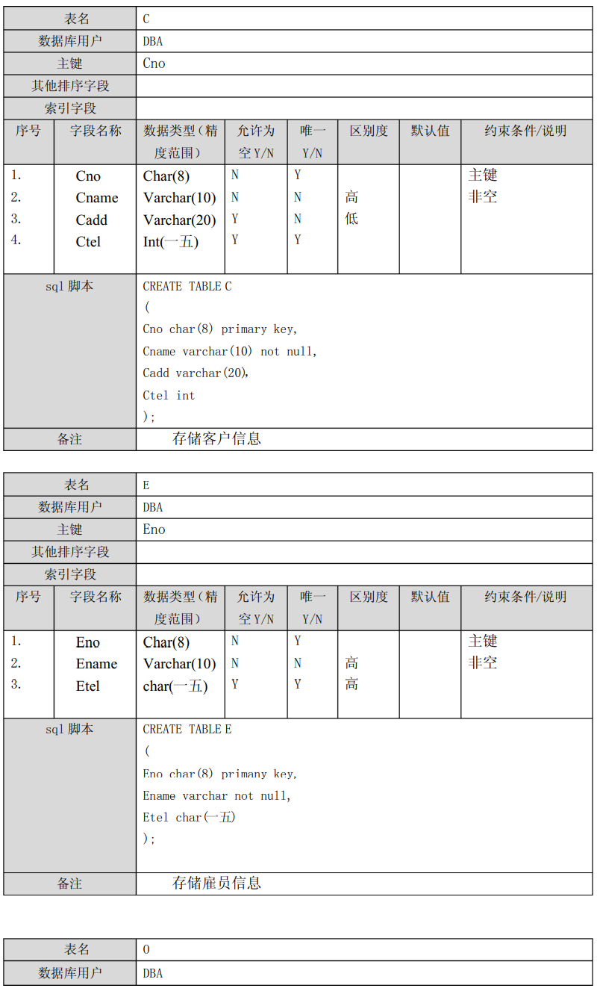 表名 C
数据库用户 DBA
主键 Cno
其他排序字段
索引字段
序号 字段名称 数据类型（精度范围） 允许为空 Y/N 唯一 Y/N 区别度 默认值 约束条件/说明
1. Cno Char(8) N Y 主键
2. Cname Varchar(10) N N 高 非空
3. Cadd Varchar(20) Y N 低
4. Ctel Int(一五) Y Y
sql 脚本 CREATE TABLE C
(
Cno char(8) primary key,
Cname varchar(10) not null,
Cadd varchar(20),
Ctel int
);
备注 存储客户信息
表名 E
数据库用户 DBA
主键 Eno
其他排序字段
索引字段
序号 字段名称 数据类型（精度范围） 允许为空 Y/N 唯一 Y/N 区别度 默认值 约束条件/说明
1. Eno Char(8) N Y 主键
2. Ename Varchar(10) N N 高 非空
3. Etel char(一五) Y Y 高
sql 脚本 CREATE TABLE E
(
Eno char(8) primany key,
Ename varchar not null,
Etel char(一五)
);
备注 存储雇员信息
表名 O
数据库用户 DBA